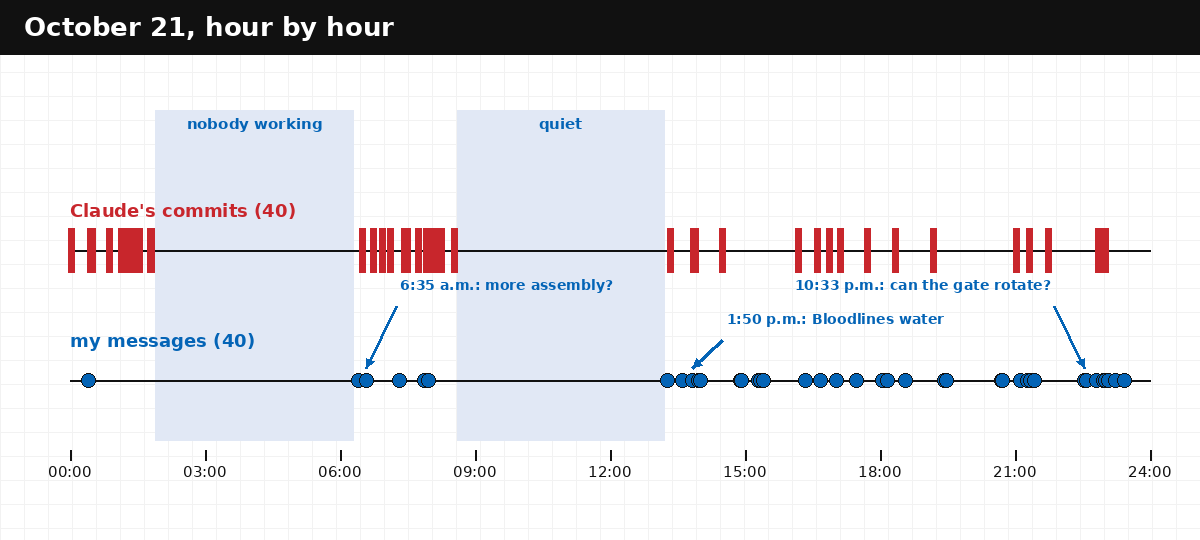 October 21, hour by hour
nobody working
quiet
Claude's commits (40)
6:35 a.m.: more assembly?
10:33 p.m.: can the gate rotate?
1:50 p.m.: Bloodlines water
my messages (40)
00:00
03:00
06:00
09:00
12:00
15:00
18:00
21:00
24:00